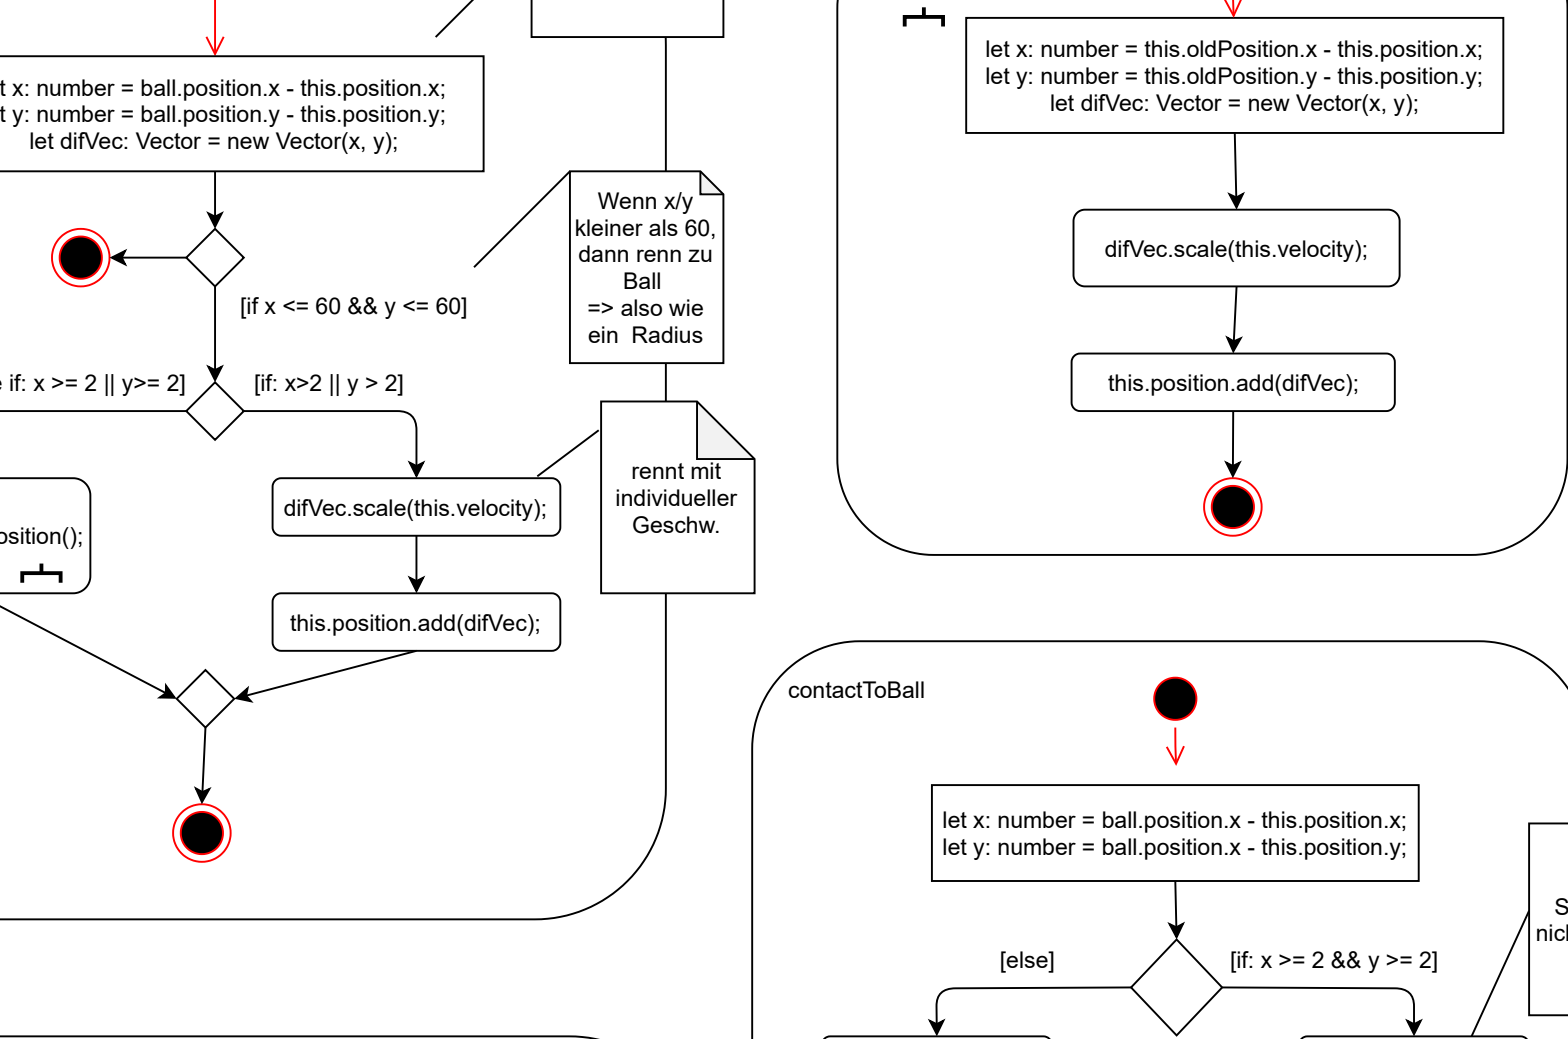 t x: number = ball.position.x - this.position.x;
t y: number = ball.position.y - this.position.y;
let difVec: Vector = new Vector(x, y);
[if x <= 60 && y <= 60]
e if: x >= 2 || y>= 2]
[if: x>2 || y > 2]
osition();
difVec.scale(this.velocity);
this.position.add(difVec);
Wenn x/y
kleiner als 60,
dann renn zu
Ball
=> also wie
ein  Radius
rennt mit
individueller
Geschw.
let x: number = this.oldPosition.x - this.position.x;
let y: number = this.oldPosition.y - this.position.y;
let difVec: Vector = new Vector(x, y);
difVec.scale(this.velocity);
this.position.add(difVec);
contactToBall
let x: number = ball.position.x - this.position.x;
let y: number = ball.position.x - this.position.y;
[else]
[if: x >= 2 && y >= 2]
S
nich